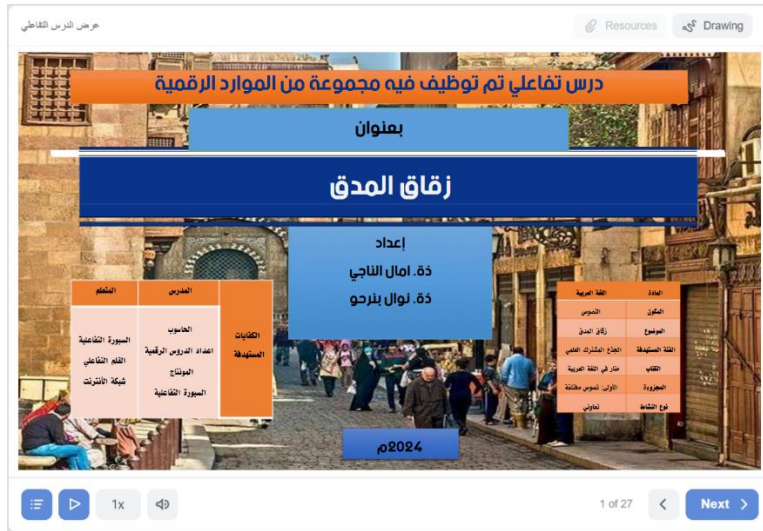 عرض الدرس التفاعلي
Resources
Drawing
درس تفاعلي تم توظيف فيه مجموعة من الموارد الرقمية
بعنوان
زقاق المدق
إعداد
ذة. امال الناجي
ذة. نوال بنرحو
المادة اللغة العربية
المكون النصوص
الموضوع زقاق المدق
الفئة المستهدفة الجذع المشترك العلمي
الكتاب منار في اللغة العربية
المجزوءة الأولى: نصوص مختلفة
نوع النشاط تعاوني
المدرس المتعلم
الكفايات المستهدفة
الحاسوب
اعداد الدروس الرقمية
المونتاج
السبورة التفاعلية
السبورة التفاعلية
القلم التفاعلي
شبكة الأنترنت
2024م
1x
1 of 27
Next